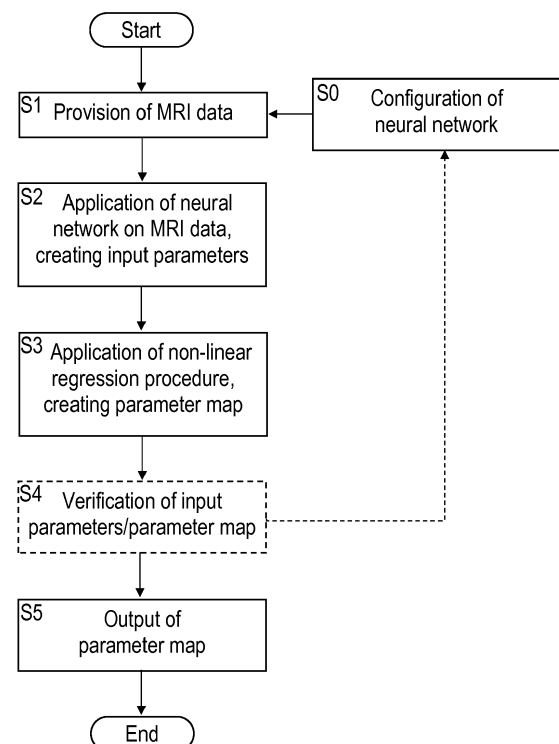 Start
S1 Provision of MRI data
S0 Configuration of
neural network
S2 Application of neural
network on MRI data,
creating input parameters
S3 Application of non-linear
regression procedure,
creating parameter map
S4 Verification of input
parameters/parameter map
S5 Output of
parameter map
End